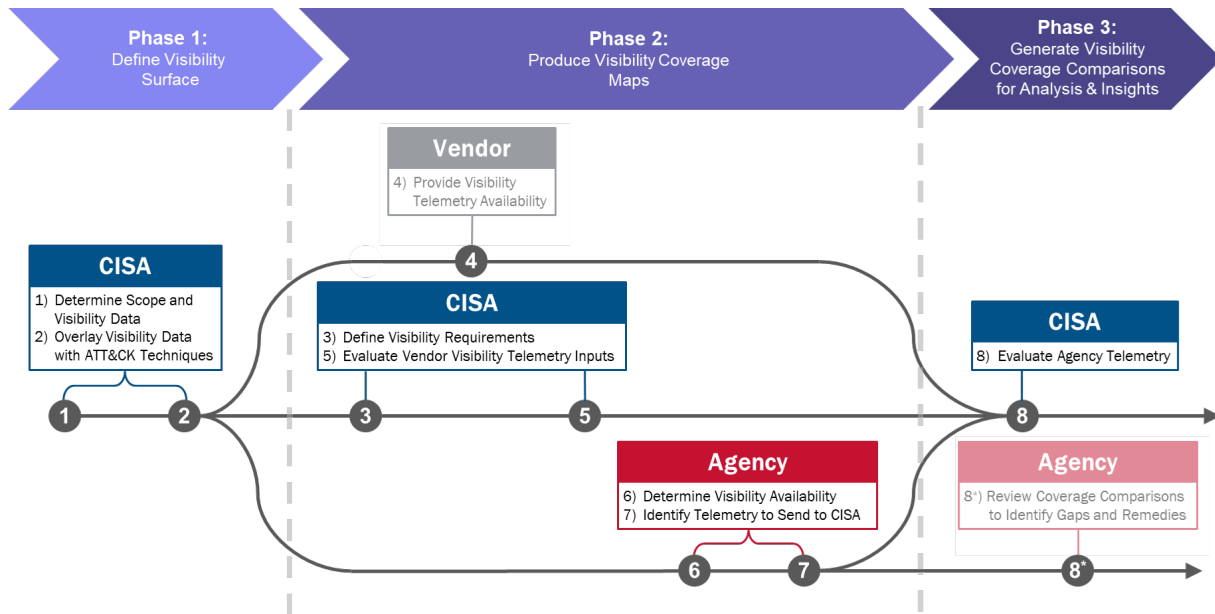 Phase 1:
Define Visibility
Surface
Phase 2:
Produce Visibility Coverage
Maps
Phase 3:
Generate Visibility
Coverage Comparisons
for Analysis & Insights
Vendor
4) Provide Visibility
Telemetry Availability
4
CISA
1) Determine Scope and
Visibility Data
2) Overlay Visibility Data
with ATT&CK Techniques
1
2
CISA
3) Define Visibility Requirements
5) Evaluate Vendor Visibility Telemetry Inputs
3
5
CISA
8) Evaluate Agency Telemetry
8
Agency
6) Determine Visibility Availability
7) Identify Telemetry to Send to CISA
6
7
Agency
8*) Review Coverage Comparisons
to Identify Gaps and Remedies
8*